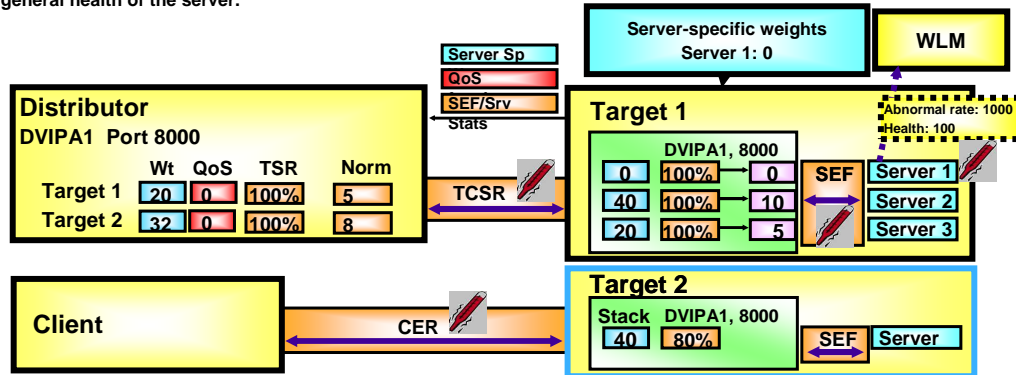 general health of the server.
Server-specific weights
Server 1: 0
WLM
Server Sp
QoS
SEF/Srv
Stats
Abnormal rate: 1000
Health: 100
Distributor
DVIPA1 Port 8000
Wt QoS TSR Norm
Target 1 20 0 100% 5
Target 2 32 0 100% 8
TCSR
Target 1
DVIPA1, 8000
0 100% 0
40 100% 10
20 100% 5
SEF
Server 1
Server 2
Server 3
Client
CER
Target 2
Stack DVIPA1, 8000
40 80%
SEF
Server